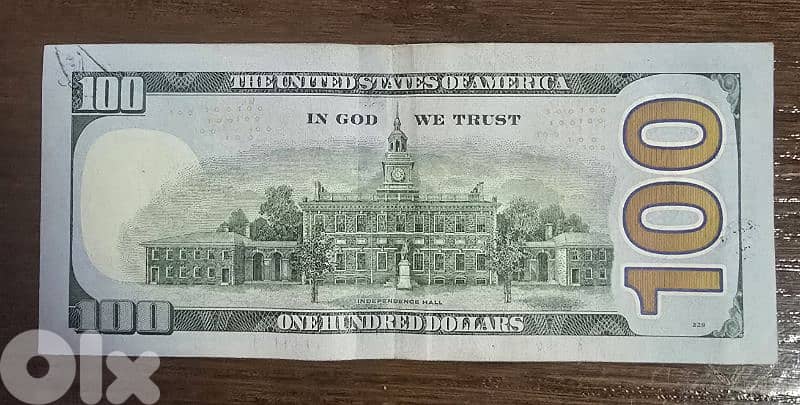 100
THE UNITED STATES OF AMERICA
IN GOD WE TRUST
100
INDEPENDENCE HALL
100
ONE HUNDRED DOLLARS
olx